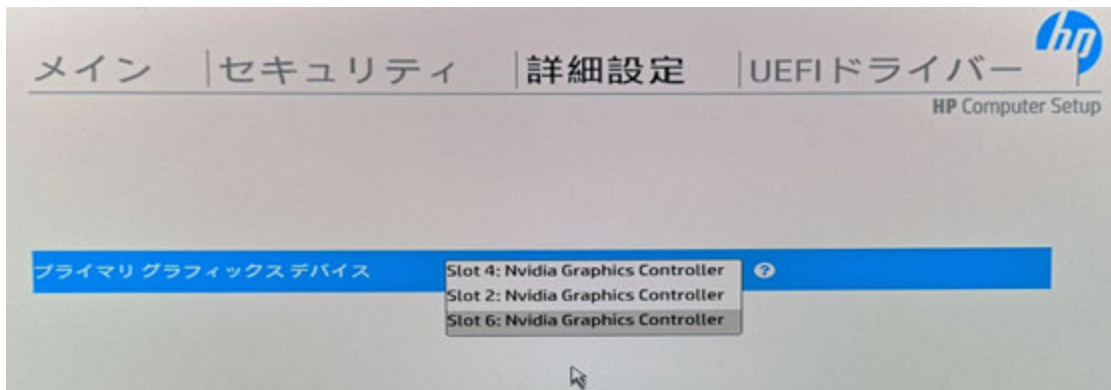 hp
メイン セキュリティ 詳細設定 UEFIドライバー
HP Computer Setup
プライマリ グラフィックス デバイス Slot 4: Nvidia Graphics Controller ?
Slot 2: Nvidia Graphics Controller
Slot 6: Nvidia Graphics Controller